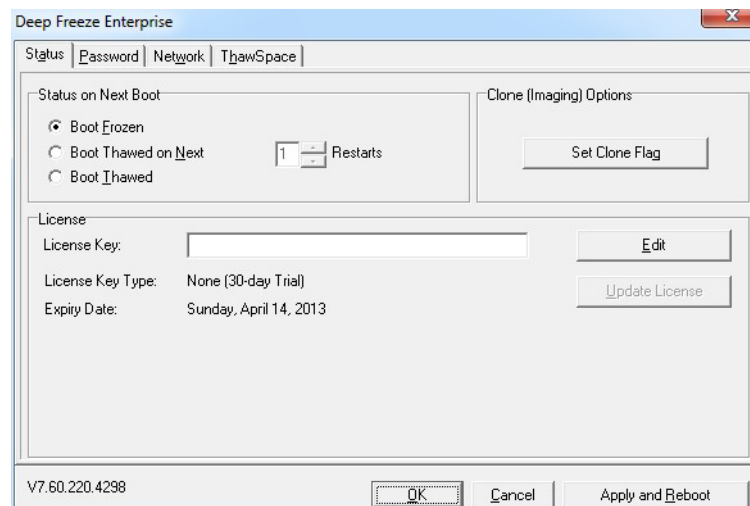 Deep Freeze Enterprise
x
Status Password Network ThawSpace
Status on Next Boot
Clone (Imaging) Options
Boot Frozen
Boot Thawed on Next 1 Restarts
Set Clone Flag
Boot Thawed
License
License Key:
Edit
License Key Type: None (30-day Trial)
Update License
Expiry Date: Sunday, April 14, 2013
V7.60.220.4298
OK Cancel Apply and Reboot